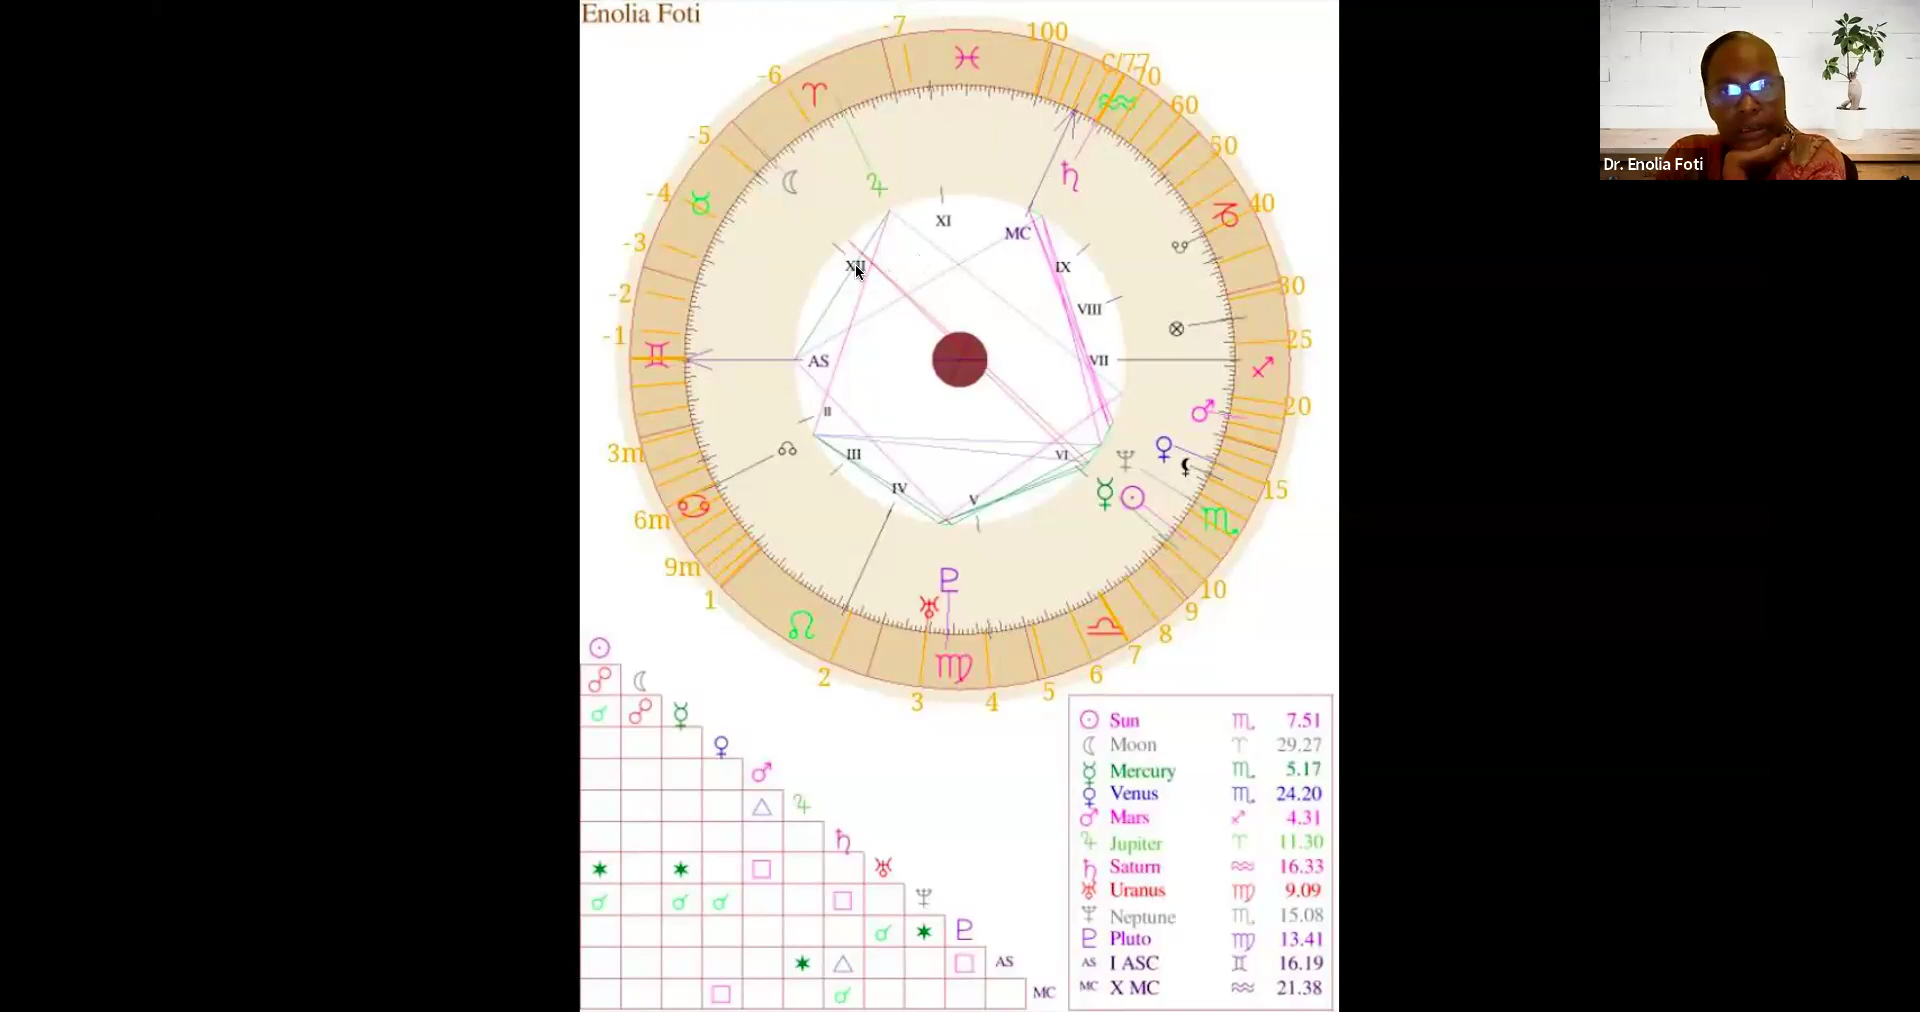 Enolia Foti
Dr. Enolia Foti
-7
100
C/77
70
-6
60
-5
50
-4
40
-3
30
-2
25
-1
20
3m
15
6m
10
9m
9
1
8
7
2
6
3
5
4
XI
MC
XII
IX
VIII
AS
VII
II
III
VI
IV
V
AS
MC
☉ Sun ♏ 7.51
☾ Moon ♈ 29.27
☿ Mercury ♏ 5.17
♀ Venus ♏ 24.20
♂ Mars ♐ 4.31
♃ Jupiter ♈ 11.30
♄ Saturn ♒ 16.33
♅ Uranus ♍ 9.09
♆ Neptune ♏ 15.08
♇ Pluto ♍ 13.41
AS I ASC ♊ 16.19
MC X MC ♒ 21.38